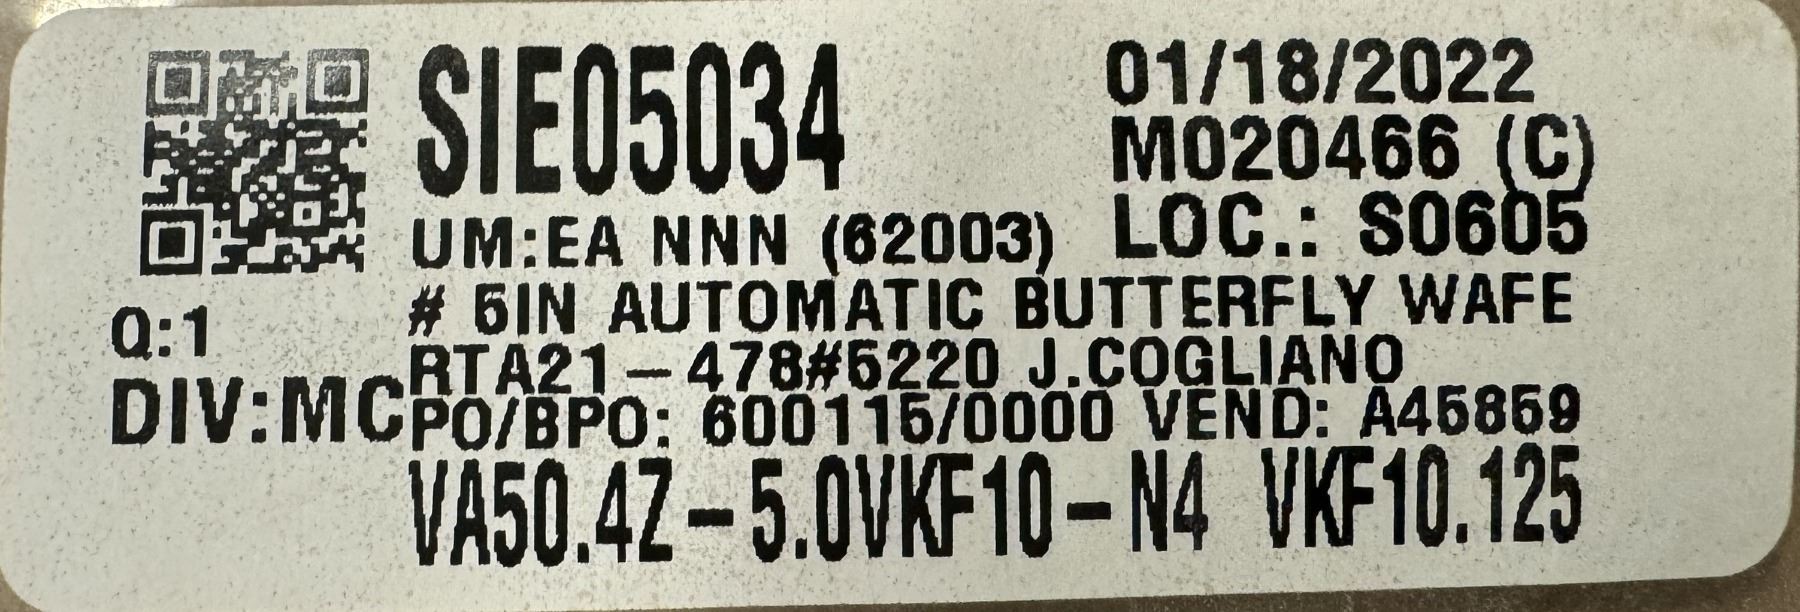 SIE05034
01/18/2022
M020466 (C)
UM:EA NNN (62003)
LOC.: S0605
Q:1
# 5IN AUTOMATIC BUTTERFLY WAFE
RTA21-478#5220 J.COGLIANO
DIV:MC
PO/BPO: 600115/0000 VEND: A45859
VA50.4Z-5.0VKF10-N4 VKF10.125